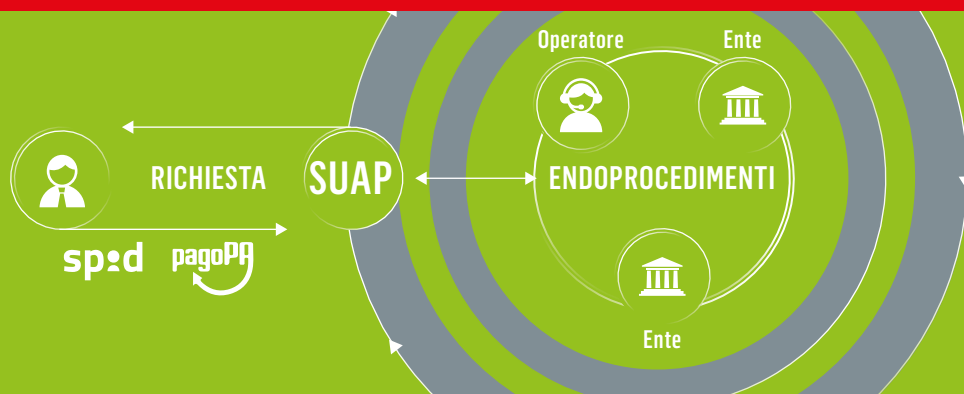 Operatore
Ente
RICHIESTA
SUAP
ENDOPROCEDIMENTI
spid
pagoPA
Ente